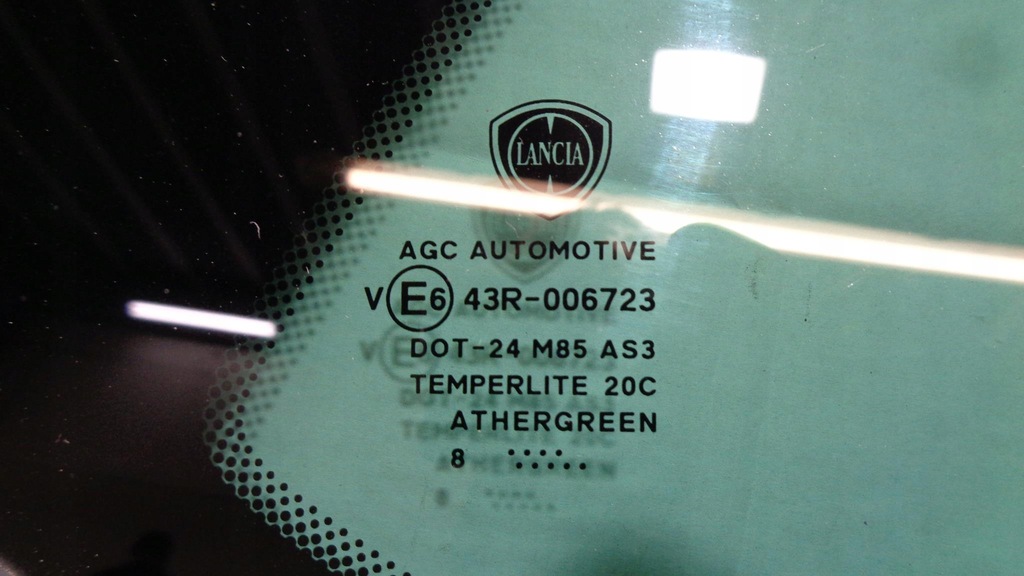 LANCIA
AGC AUTOMOTIVE
V E6 43R-006723
DOT-24 M85 AS3
TEMPERLITE 20C
ATHERGREEN
8